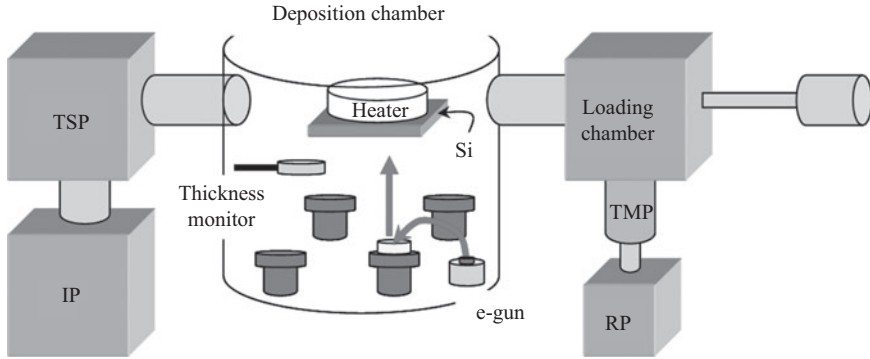 Deposition chamber
TSP
Heater
Loading
chamber
Si
Thickness
monitor
TMP
IP
e-gun
RP